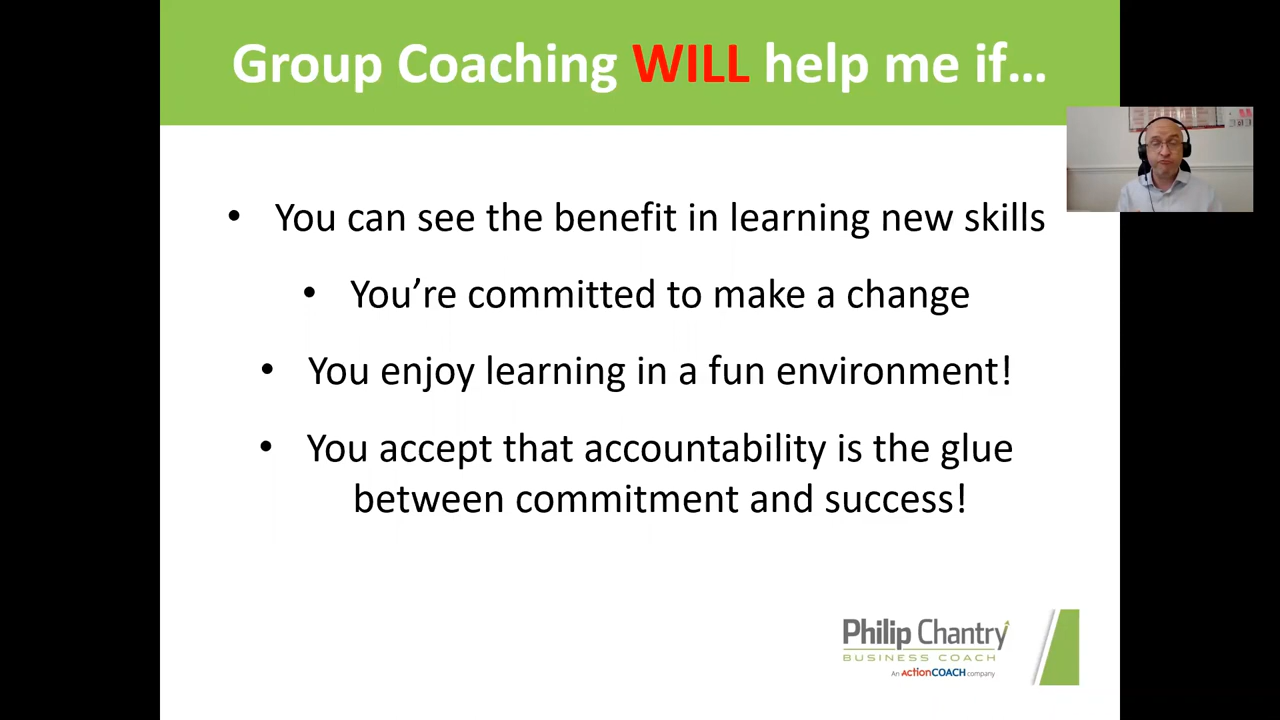 Group Coaching WILL help me if...
• You can see the benefit in learning new skills
• You’re committed to make a change
• You enjoy learning in a fun environment!
• You accept that accountability is the glue
between commitment and success!
Philip Chantry
BUSINESS COACH
An ActionCOACH company